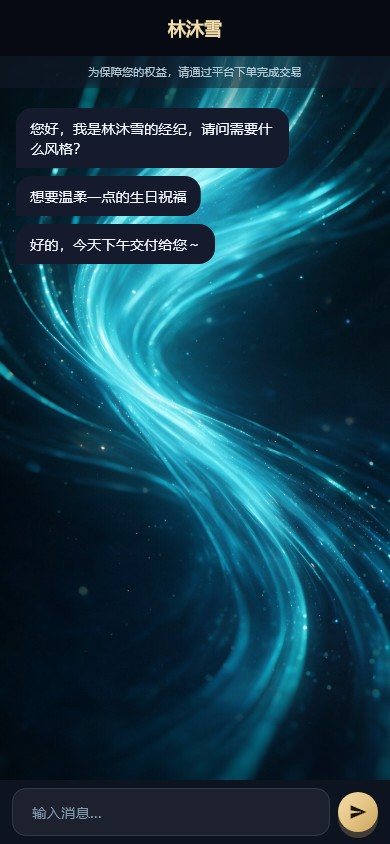 林沐雪
为保障您的权益，请通过平台下单完成交易
您好，我是林沐雪的经纪，请问需要什
么风格？
想要温柔一点的生日祝福
好的，今天下午交付给您～
输入消息...